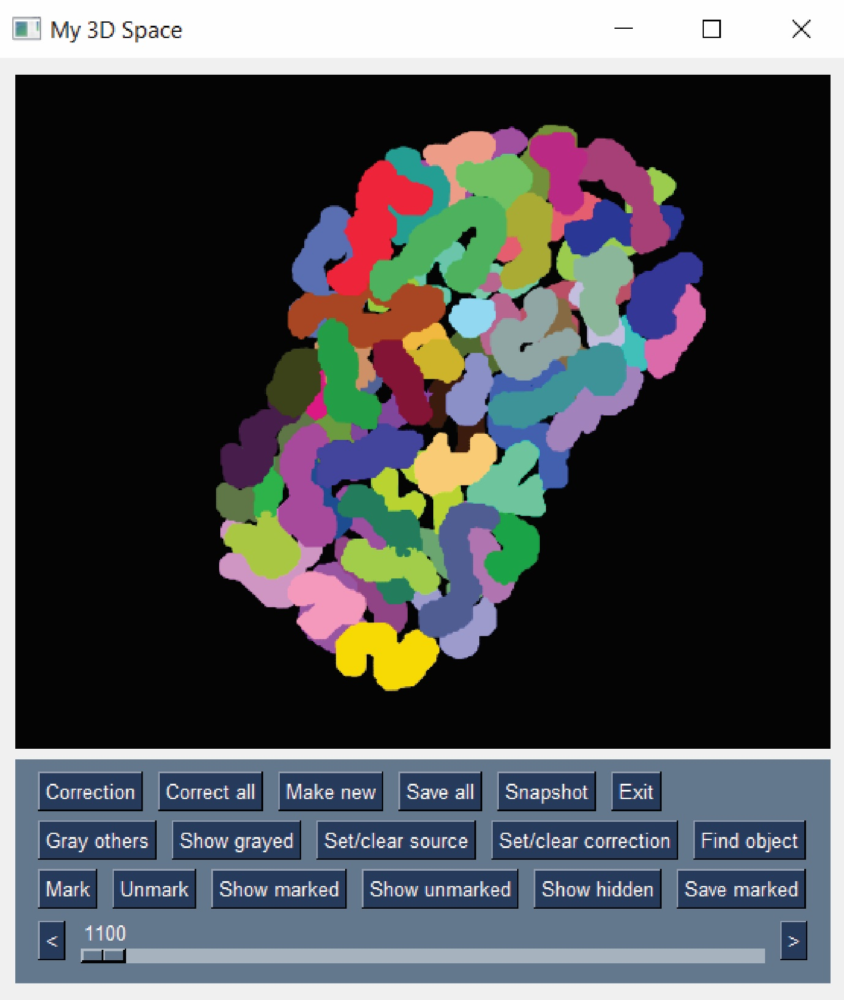 My 3D Space
Correction Correct all Make new Save all Snapshot Exit
Gray others Show grayed Set/clear source Set/clear correction Find object
Mark Unmark Show marked Show unmarked Show hidden Save marked
1100
< >